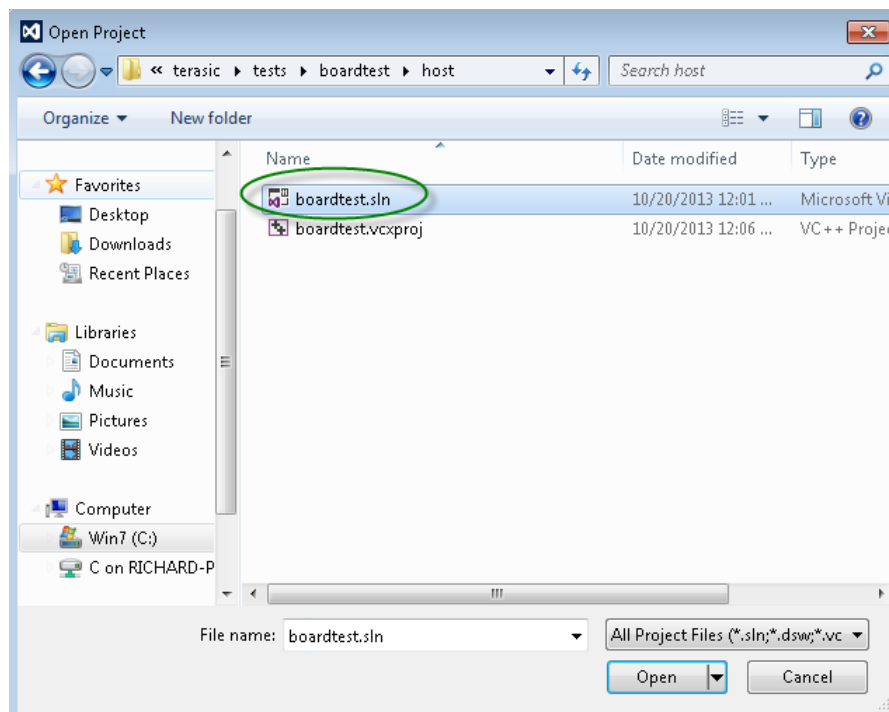 Open Project
« terasic ▸ tests ▸ boardtest ▸ host
Search host
Organize New folder
Name Date modified Type
Favorites
boardtest.sln 10/20/2013 12:01 ... Microsoft Vi
Desktop
boardtest.vcxproj 10/20/2013 12:06 ... VC++ Projec
Downloads
Recent Places
Libraries
Documents
Music
Pictures
Videos
Computer
Win7 (C:)
C on RICHARD-P
File name: boardtest.sln All Project Files (*.sln;*.dsw;*.vc
Open Cancel